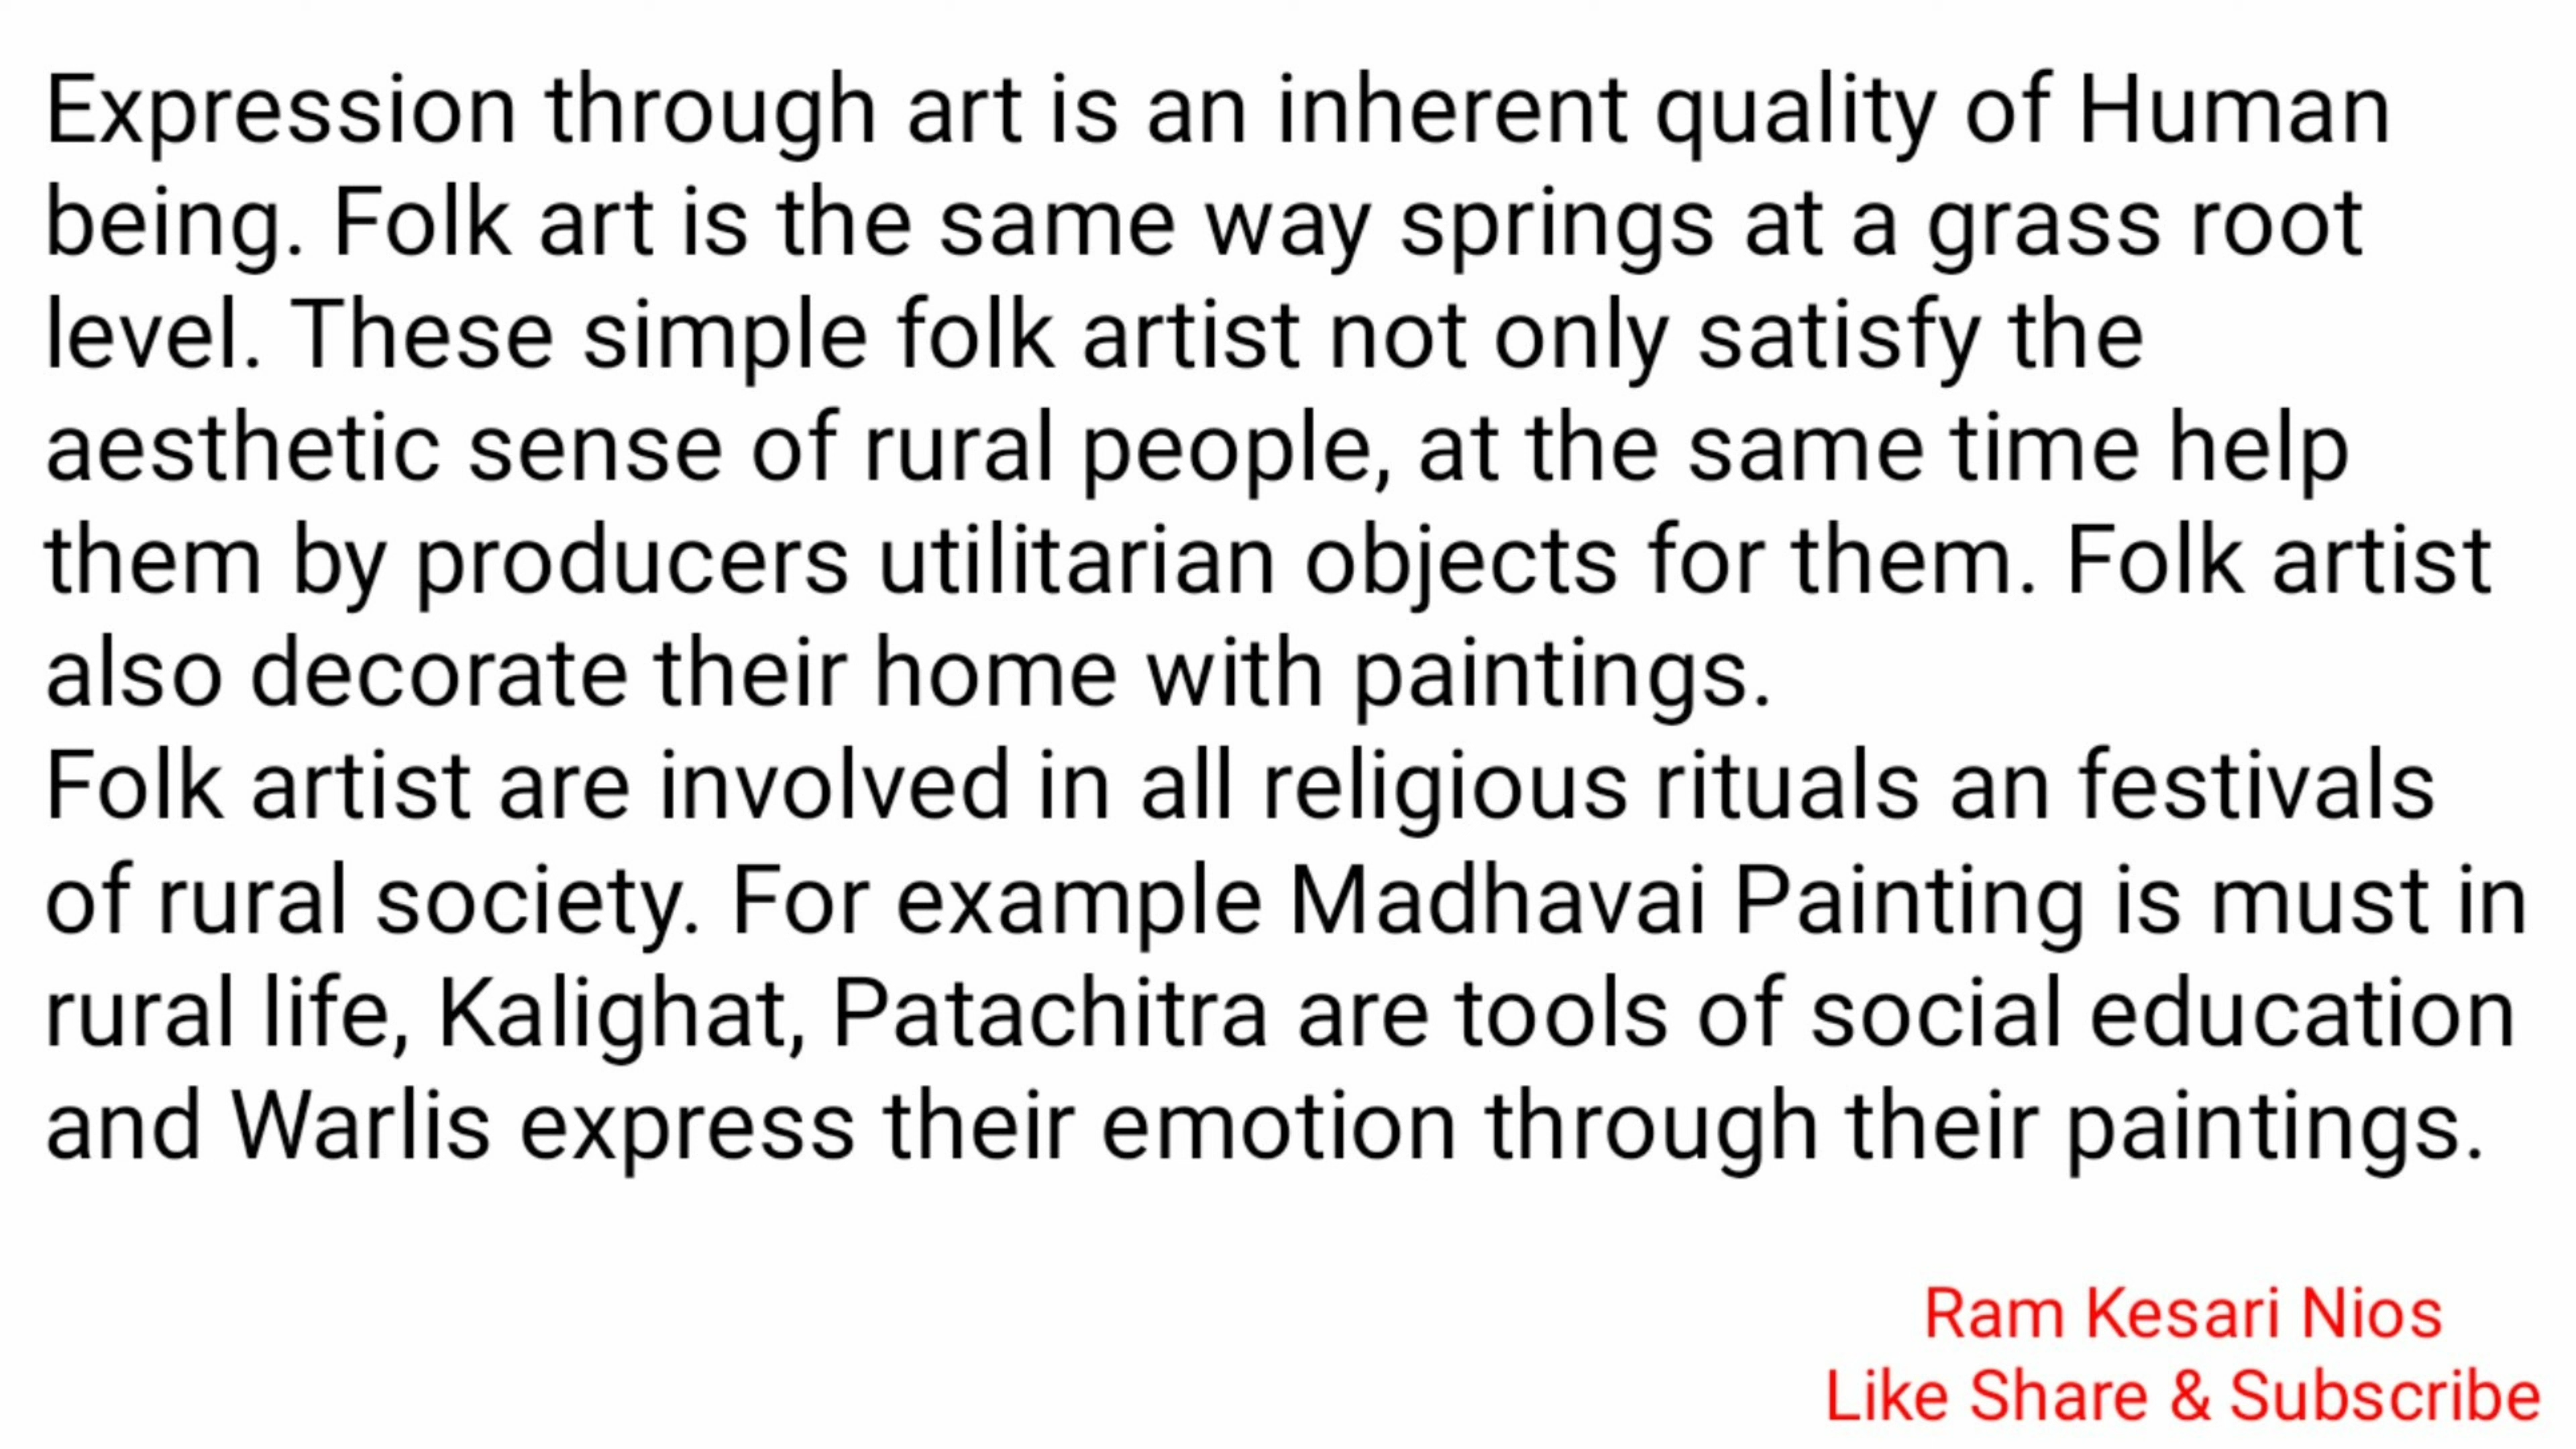 Expression through art is an inherent quality of Human
being. Folk art is the same way springs at a grass root
level. These simple folk artist not only satisfy the
aesthetic sense of rural people, at the same time help
them by producers utilitarian objects for them. Folk artist
also decorate their home with paintings.
Folk artist are involved in all religious rituals an festivals
of rural society. For example Madhavai Painting is must in
rural life, Kalighat, Patachitra are tools of social education
and Warlis express their emotion through their paintings.
Ram Kesari Nios
Like Share & Subscribe